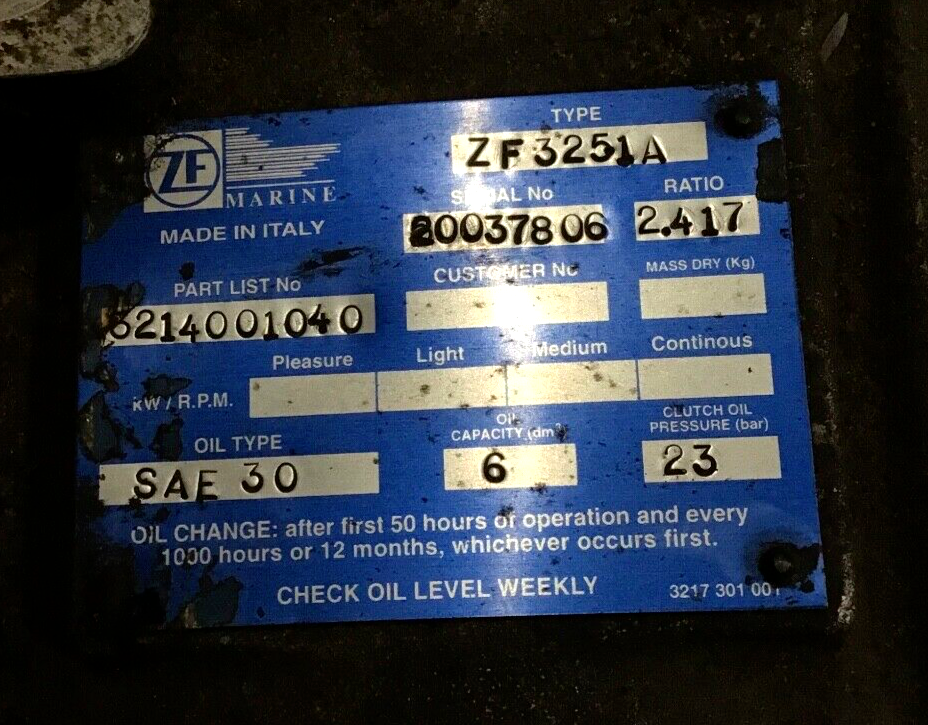 TYPE
ZF 3251A
ZF
MARINE
SERIAL No
RATIO
20037806
2.417
MADE IN ITALY
CUSTOMER No
MASS DRY (Kg)
PART LIST No
3214001040
Pleasure
Light
Medium
Continous
kW / R.P.M.
OIL TYPE
OIL
CAPACITY (dm³)
CLUTCH OIL
PRESSURE (bar)
SAE 30
6
23
OIL CHANGE: after first 50 hours of operation and every
1000 hours or 12 months, whichever occurs first.
CHECK OIL LEVEL WEEKLY
3217 301 001